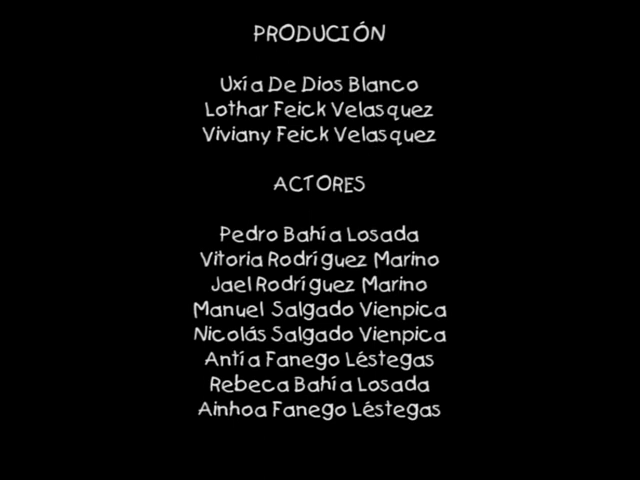 PRODUCIÓN
Uxía De Dios Blanco
Lothar Feick Velasquez
Viviany Feick Velasquez
ACTORES
Pedro Bahía Losada
Vitoria Rodríguez Marino
Jael Rodríguez Marino
Manuel Salgado Vienpica
Nicolás Salgado Vienpica
Antía Fanego Léstegas
Rebeca Bahía Losada
Ainhoa Fanego Léstegas